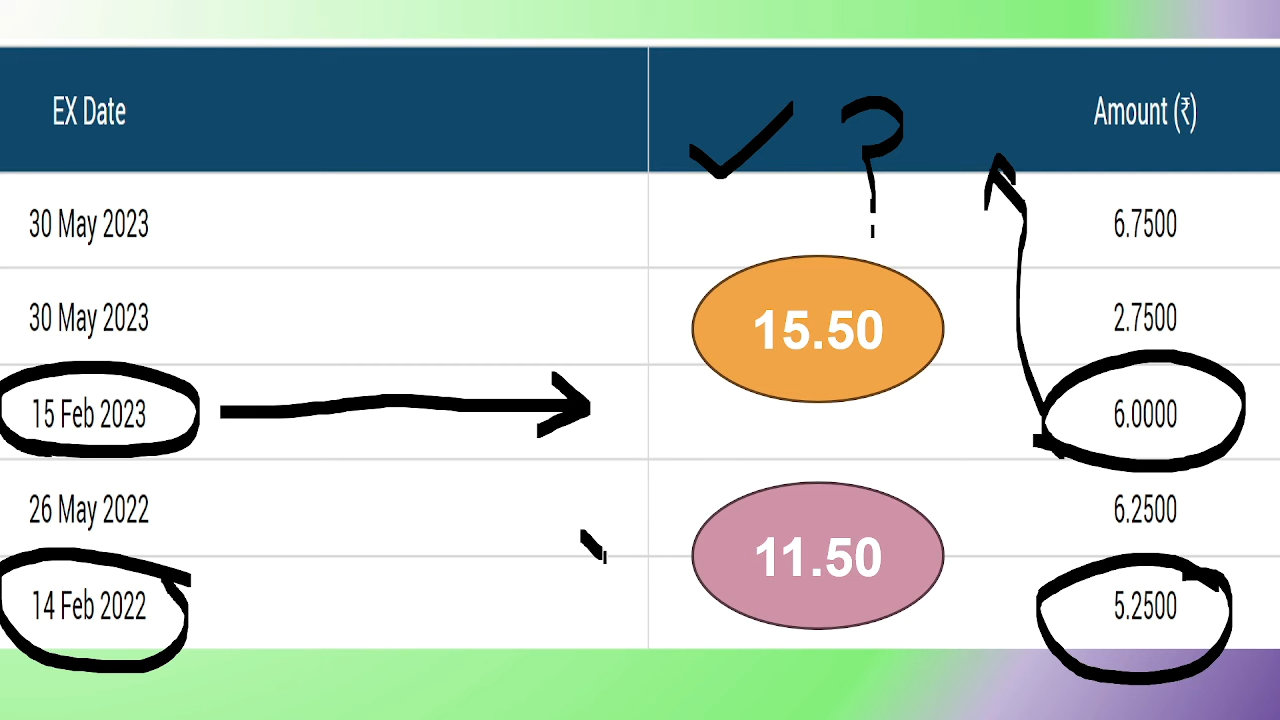 EX Date Amount (₹)
30 May 2023 6.7500
30 May 2023 2.7500
15.50
15 Feb 2023 6.0000
26 May 2022 6.2500
11.50
14 Feb 2022 5.2500